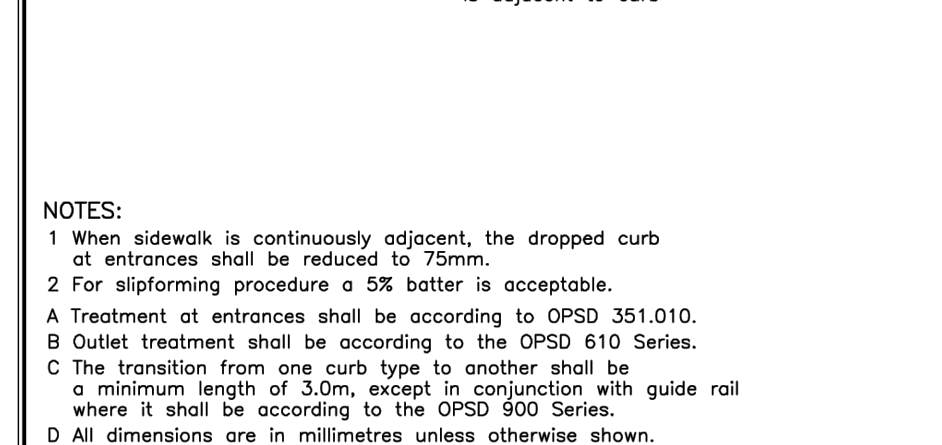 is adjacent to curb
NOTES:
1 When sidewalk is continuously adjacent, the dropped curb
at entrances shall be reduced to 75mm.
2 For slipforming procedure a 5% batter is acceptable.
A Treatment at entrances shall be according to OPSD 351.010.
B Outlet treatment shall be according to the OPSD 610 Series.
C The transition from one curb type to another shall be
a minimum length of 3.0m, except in conjunction with guide rail
where it shall be according to the OPSD 900 Series.
D All dimensions are in millimetres unless otherwise shown.